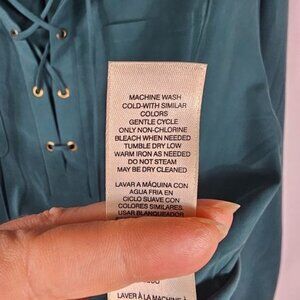 MACHINE WASH
COLD-WITH SIMILAR
COLORS
GENTLE CYCLE
ONLY NON-CHLORINE
BLEACH WHEN NEEDED
TUMBLE DRY LOW
WARM IRON AS NEEDED
DO NOT STEAM
MAY BE DRY CLEANED
LAVAR A MÁQUINA CON
AGUA FRIA EN
CICLO SUAVE CON
COLORES SIMILARES.
USAR BLANQUEADOR
LAVER À LA MACHINE À